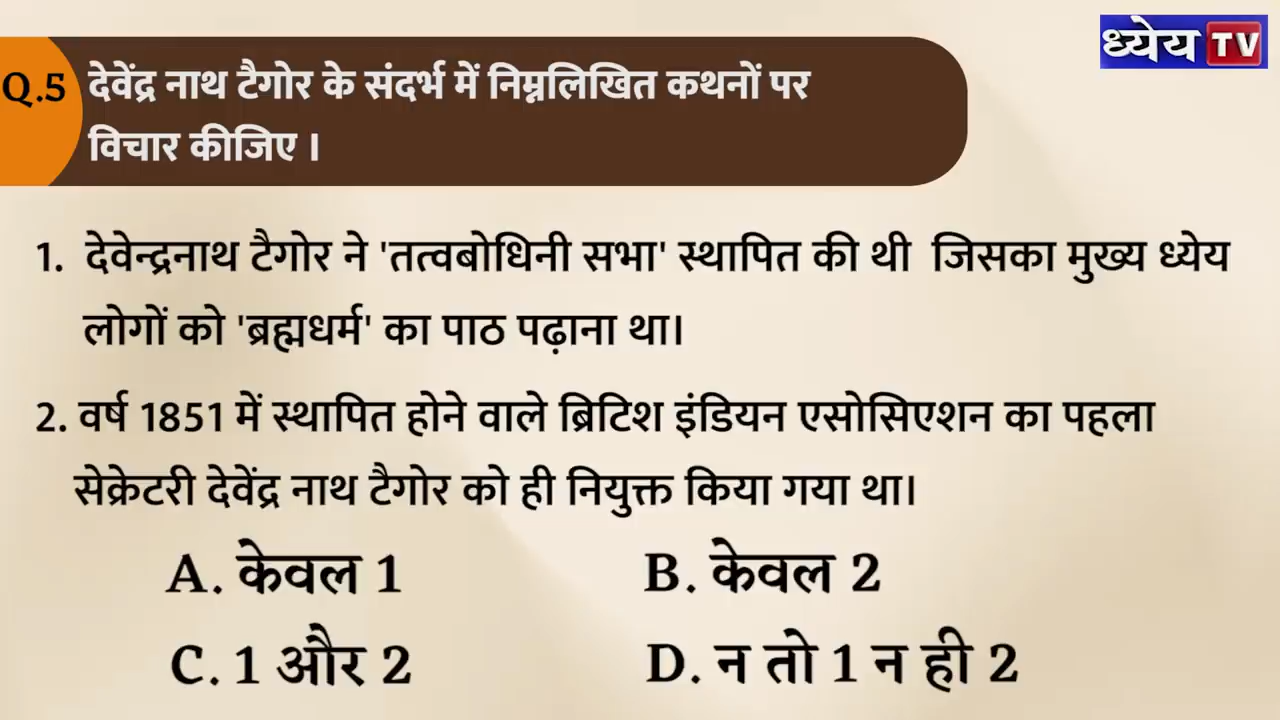 ध्येय TV
Q.5 देवेंद्र नाथ टैगोर के संदर्भ में निम्नलिखित कथनों पर
विचार कीजिए ।
1. देवेन्द्रनाथ टैगोर ने 'तत्वबोधिनी सभा' स्थापित की थी जिसका मुख्य ध्येय
लोगों को 'ब्रह्मधर्म' का पाठ पढ़ाना था।
2. वर्ष 1851 में स्थापित होने वाले ब्रिटिश इंडियन एसोसिएशन का पहला
सेक्रेटरी देवेंद्र नाथ टैगोर को ही नियुक्त किया गया था।
A. केवल 1 B. केवल 2
C. 1 और 2 D. न तो 1 न ही 2